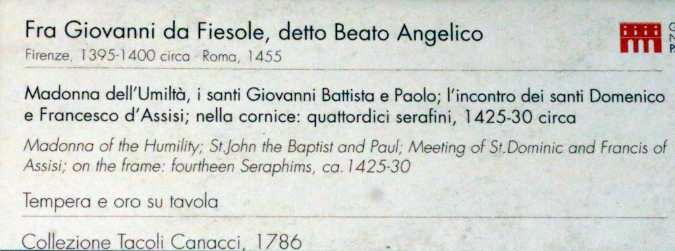 Fra Giovanni da Fiesole, detto Beato Angelico
Firenze, 1395-1400 circa - Roma, 1455
Madonna dell'Umiltà, i santi Giovanni Battista e Paolo; l'incontro dei santi Domenico
e Francesco d'Assisi; nella cornice: quattordici serafini, 1425-30 circa
Madonna of the Humility; St.John the Baptist and Paul; Meeting of St.Dominic and Francis of
Assisi; on the frame: fourtheen Seraphims, ca.1425-30
Tempera e oro su tavola
Collezione Tacoli Canacci, 1786